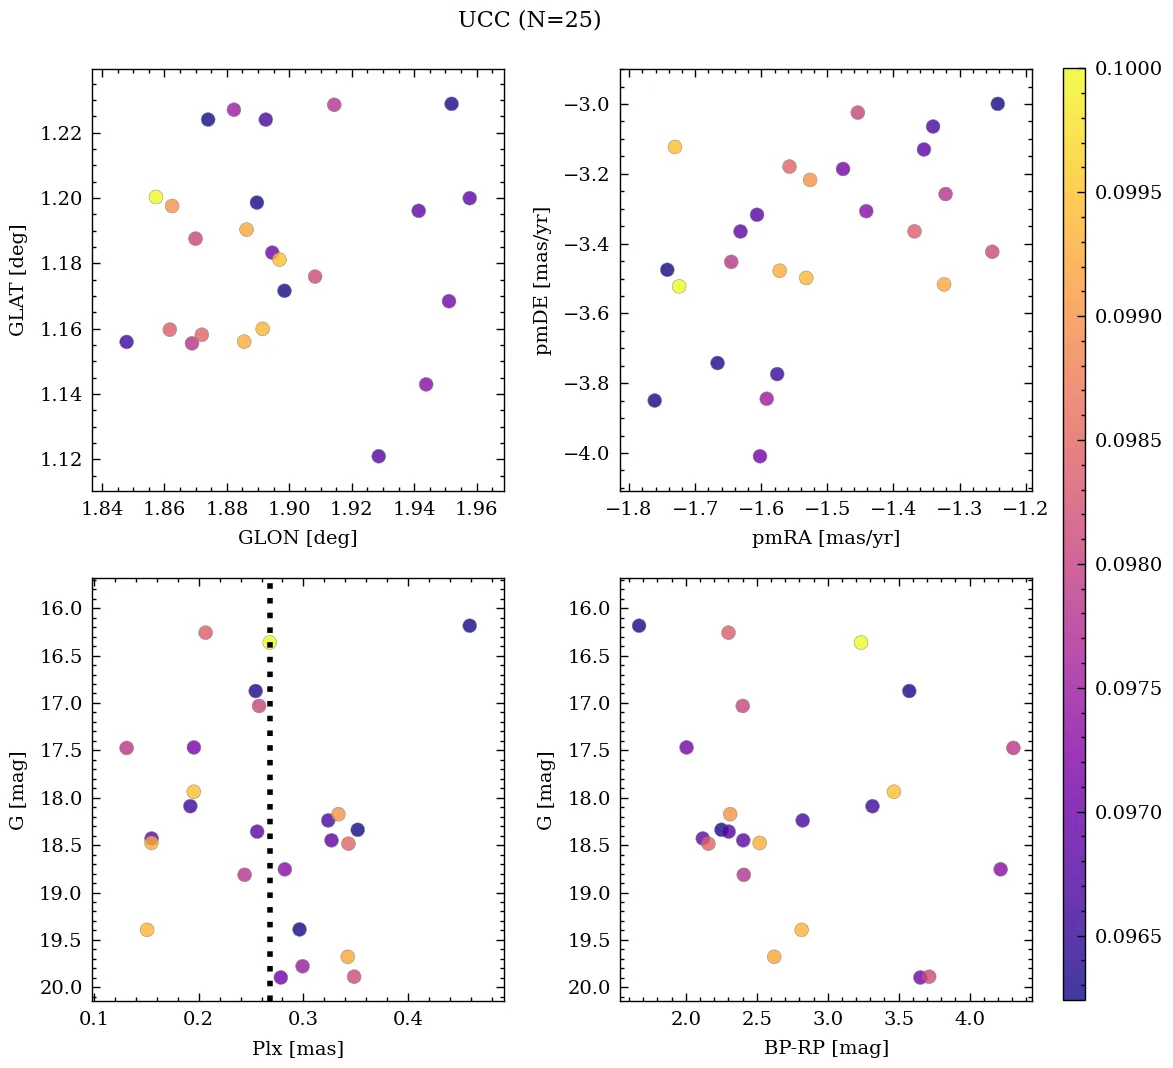 UCC (N=25)
1.22
1.20
1.18
1.16
1.14
1.12
GLAT [deg]
1.84 1.86 1.88 1.90 1.92 1.94 1.96
GLON [deg]
−3.0
−3.2
−3.4
−3.6
−3.8
−4.0
pmDE [mas/yr]
−1.8 −1.7 −1.6 −1.5 −1.4 −1.3 −1.2
pmRA [mas/yr]
0.1000
0.0995
0.0990
0.0985
0.0980
0.0975
0.0970
0.0965
16.0
16.5
17.0
17.5
18.0
18.5
19.0
19.5
20.0
G [mag]
0.1 0.2 0.3 0.4
Plx [mas]
16.0
16.5
17.0
17.5
18.0
18.5
19.0
19.5
20.0
G [mag]
2.0 2.5 3.0 3.5 4.0
BP-RP [mag]